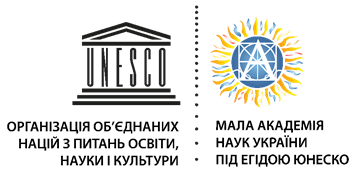 UNESCO
ОРГАНІЗАЦІЯ ОБ'ЄДНАНИХ
НАЦІЙ З ПИТАНЬ ОСВІТИ,
НАУКИ І КУЛЬТУРИ
МАЛА АКАДЕМІЯ
НАУК УКРАЇНИ
ПІД ЕГІДОЮ ЮНЕСКО